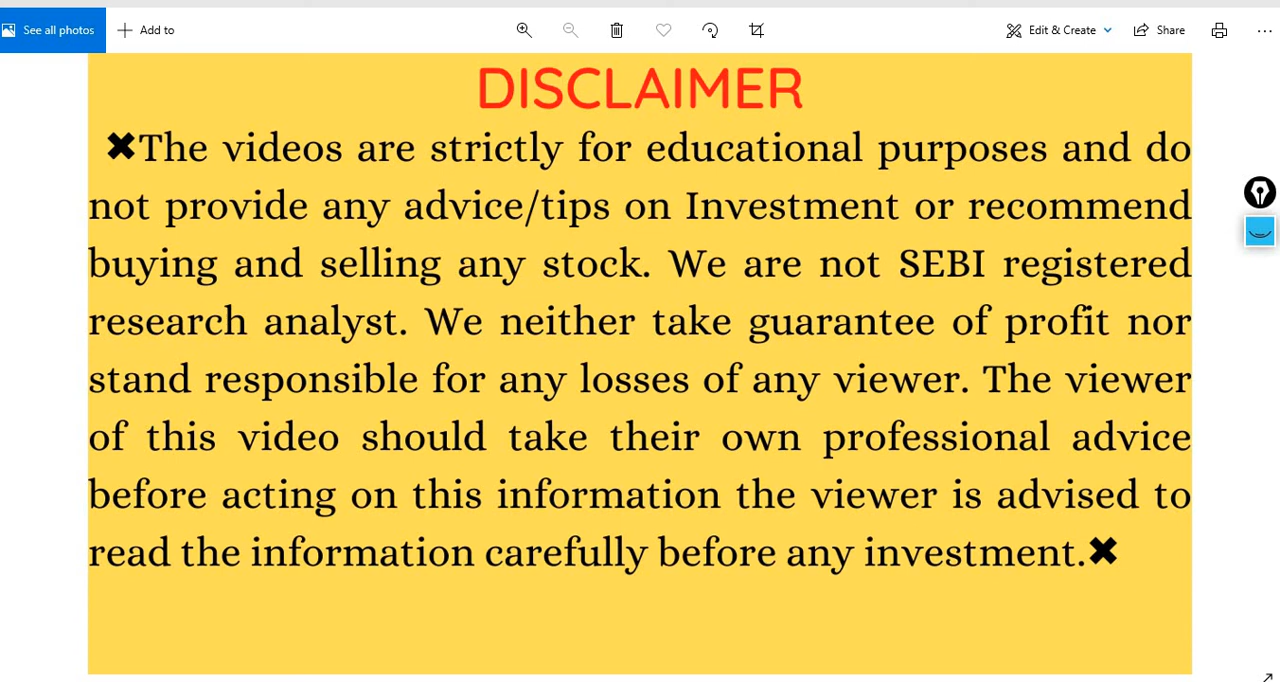 See all photos
Add to
Edit & Create
Share
DISCLAIMER
✖The videos are strictly for educational purposes and do
not provide any advice/tips on Investment or recommend
buying and selling any stock. We are not SEBI registered
research analyst. We neither take guarantee of profit nor
stand responsible for any losses of any viewer. The viewer
of this video should take their own professional advice
before acting on this information the viewer is advised to
read the information carefully before any investment.✖